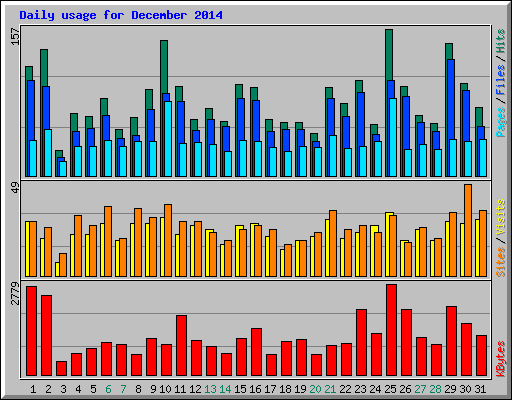 Daily usage for December 2014
157
Pages / Files / Hits
49
Sites / Visits
2779
KBytes
1 2 3 4 5 6 7 8 9 10 11 12 13 14 15 16 17 18 19 20 21 22 23 24 25 26 27 28 29 30 31